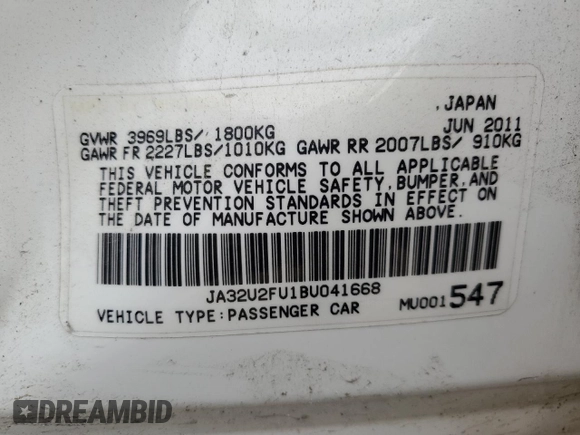 , JAPAN
JUN 2011
GVWR 3969LBS/ 1800KG
GAWR FR 2227LBS/1010KG GAWR RR 2007LBS/ 910KG
THIS VEHICLE CONFORMS TO ALL APPLICABLE
FEDERAL MOTOR VEHICLE SAFETY, BUMPER, AND
THEFT PREVENTION STANDARDS IN EFFECT ON
THE DATE OF MANUFACTURE SHOWN ABOVE.
JA32U2FU1BU041668
VEHICLE TYPE:PASSENGER CAR MU001547
DREAMBID